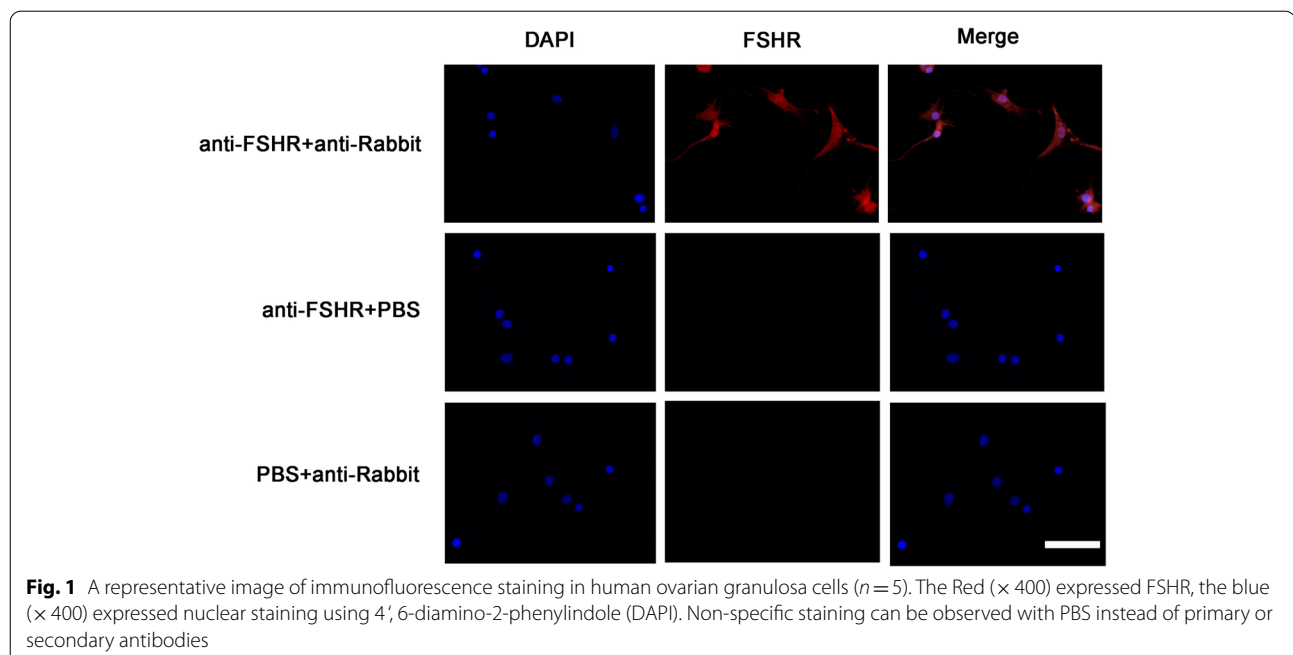 DAPI FSHR Merge
anti-FSHR+anti-Rabbit
anti-FSHR+PBS
PBS+anti-Rabbit
Fig. 1 A representative image of immunofluorescence staining in human ovarian granulosa cells (n = 5). The Red (× 400) expressed FSHR, the blue
(× 400) expressed nuclear staining using 4′, 6-diamino-2-phenylindole (DAPI). Non-specific staining can be observed with PBS instead of primary or
secondary antibodies